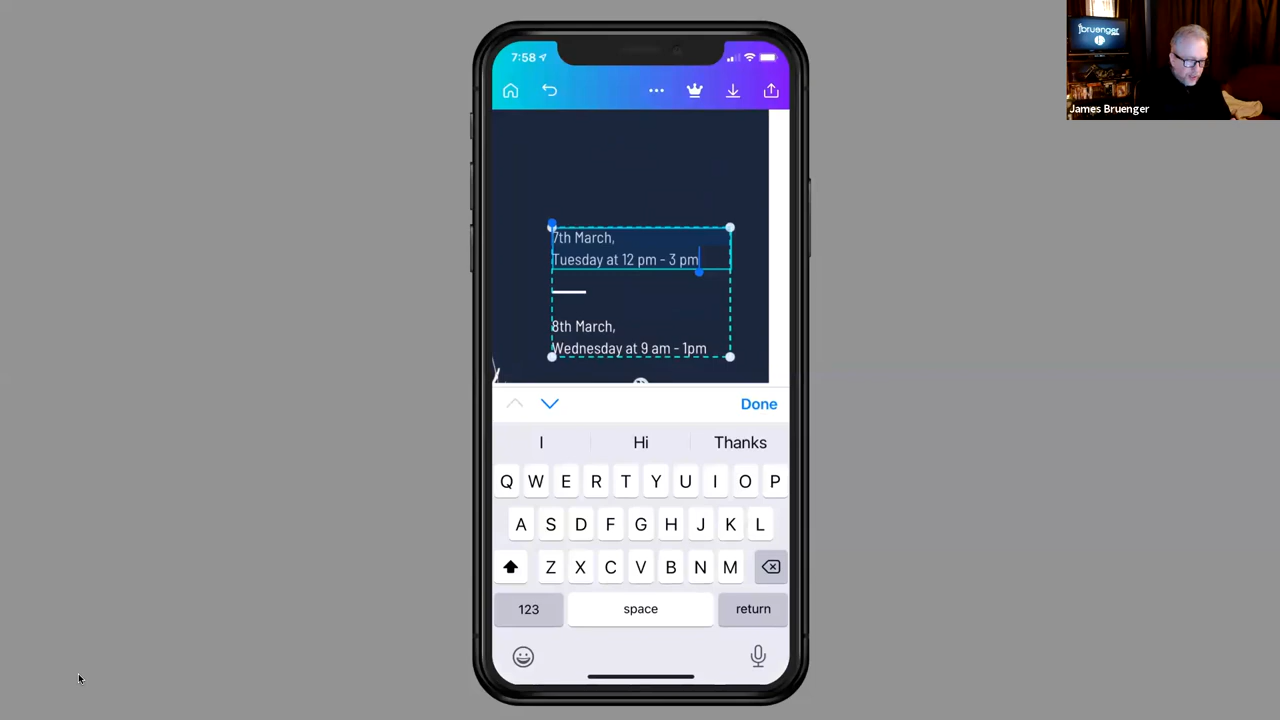 7:58
bruenger
James Bruenger
7th March,
Tuesday at 12 pm - 3 pm
8th March,
Wednesday at 9 am - 1pm
Done
I Hi Thanks
Q W E R T Y U I O P
A S D F G H J K L
Z X C V B N M
123 space return